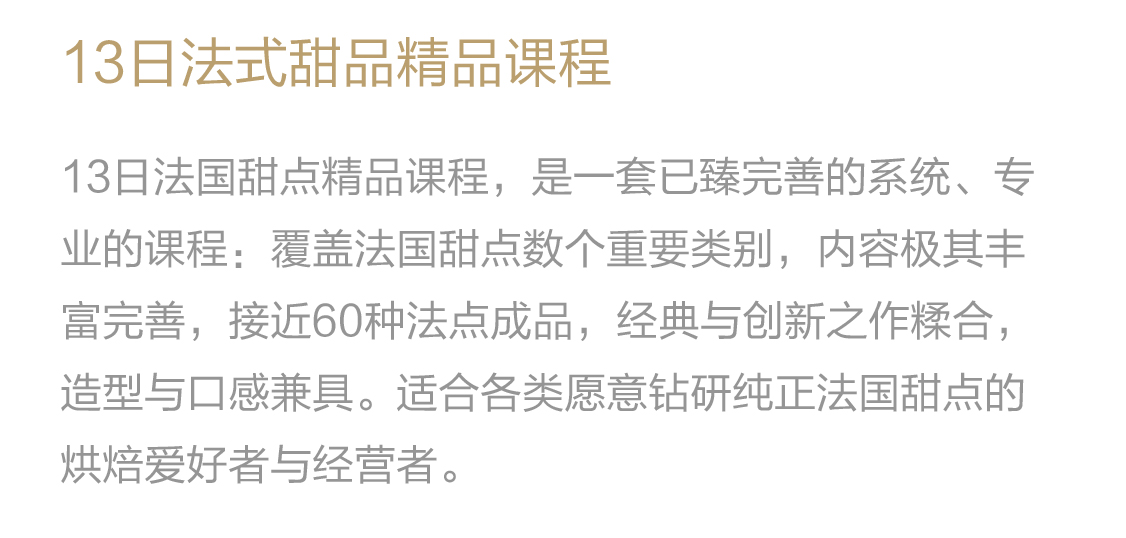 13日法式甜品精品课程
13日法国甜点精品课程，是一套已臻完善的系统、专
业的课程：覆盖法国甜点数个重要类别，内容极其丰
富完善，接近60种法点成品，经典与创新之作糅合，
造型与口感兼具。适合各类愿意钻研纯正法国甜点的
烘焙爱好者与经营者。